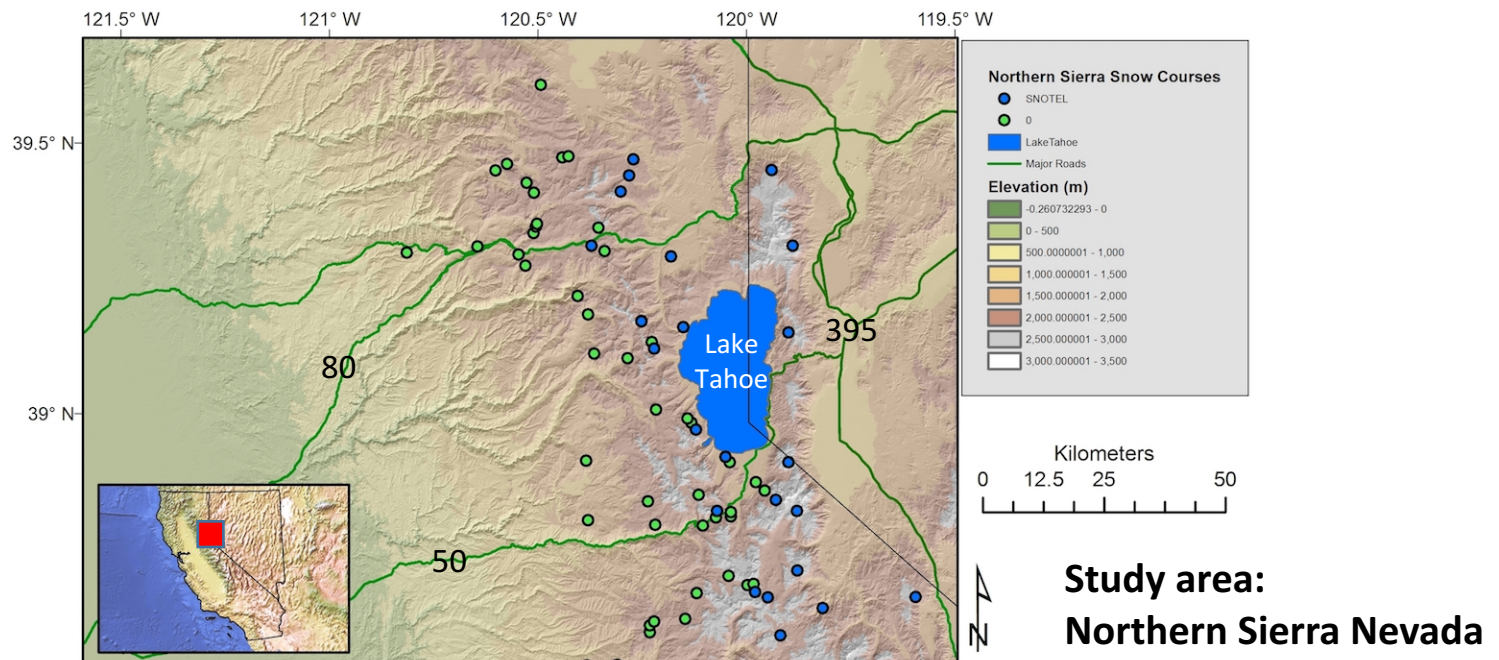 121.5° W 121° W 120.5° W 120° W 119.5° W
39.5° N
39° N
80
50
395
Lake
Tahoe
Northern Sierra Snow Courses
SNOTEL
0
LakeTahoe
Major Roads
Elevation (m)
-0.260732293 - 0
0 - 500
500.0000001 - 1,000
1,000.000001 - 1,500
1,500.000001 - 2,000
2,000.000001 - 2,500
2,500.000001 - 3,000
3,000.000001 - 3,500
Kilometers
0 12.5 25 50
N
Study area:
Northern Sierra Nevada